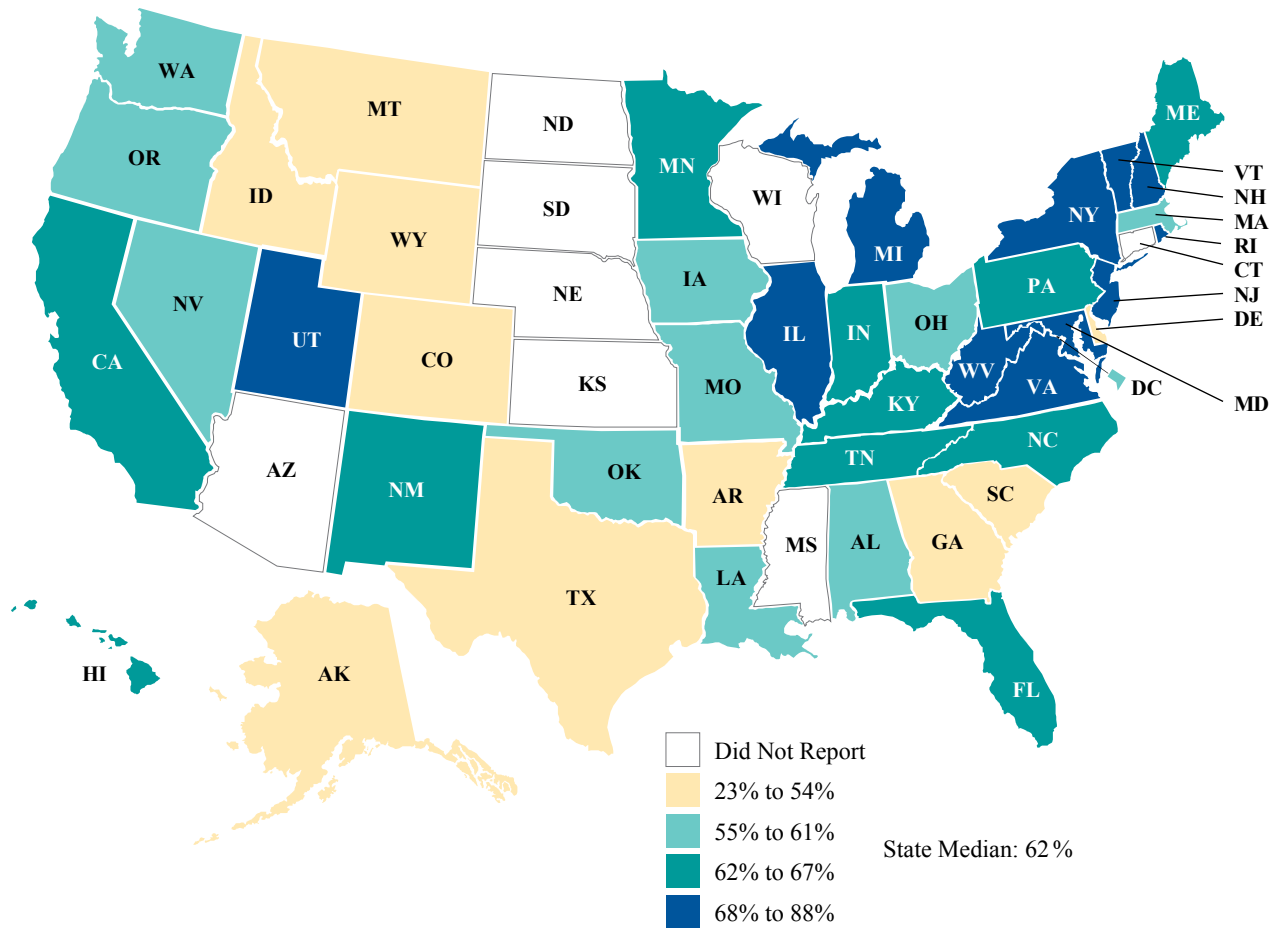 WA
MT
ND
MN
ME
OR
VT
ID
SD
WI
NH
NY
MA
WY
MI
RI
CT
IA
NE
PA
NJ
NV
OH
DE
UT
IL
IN
CA
CO
WV
KS
MO
VA
DC
MD
KY
NC
TN
AZ
OK
NM
AR
SC
MS
AL
GA
LA
TX
HI
AK
FL
Did Not Report
23% to 54%
55% to 61%
State Median: 62%
62% to 67%
68% to 88%